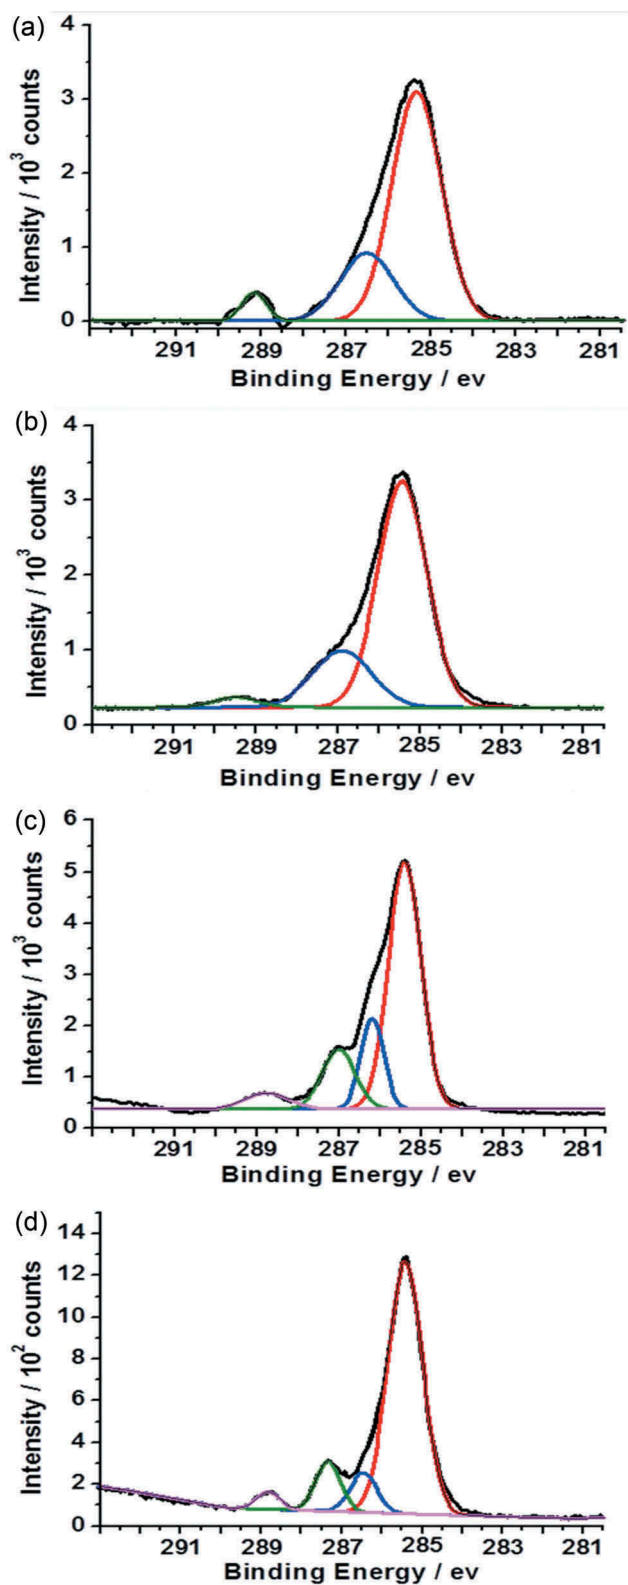 (a)
4
3
2
1
0
Intensity / 10³ counts
291 289 287 285 283 281
Binding Energy / ev
(b)
4
3
2
1
0
Intensity / 10³ counts
291 289 287 285 283 281
Binding Energy / ev
(c)
6
5
4
3
2
1
0
Intensity / 10³ counts
291 289 287 285 283 281
Binding Energy / ev
(d)
14
12
10
8
6
4
2
0
Intensity / 10² counts
291 289 287 285 283 281
Binding Energy / ev